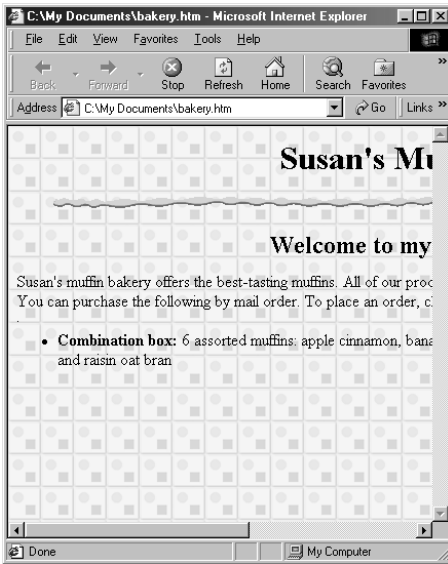 C:\My Documents\bakery.htm - Microsoft Internet Explorer
File Edit View Favorites Tools Help
Back Forward Stop Refresh Home Search Favorites »
Address C:\My Documents\bakery.htm Go Links »
Susan's Mu
Welcome to my
Susan's muffin bakery offers the best-tasting muffins. All of our proc
You can purchase the following by mail order. To place an order, cl
.
• Combination box: 6 assorted muffins: apple cinnamon, bana
and raisin oat bran
Done My Computer